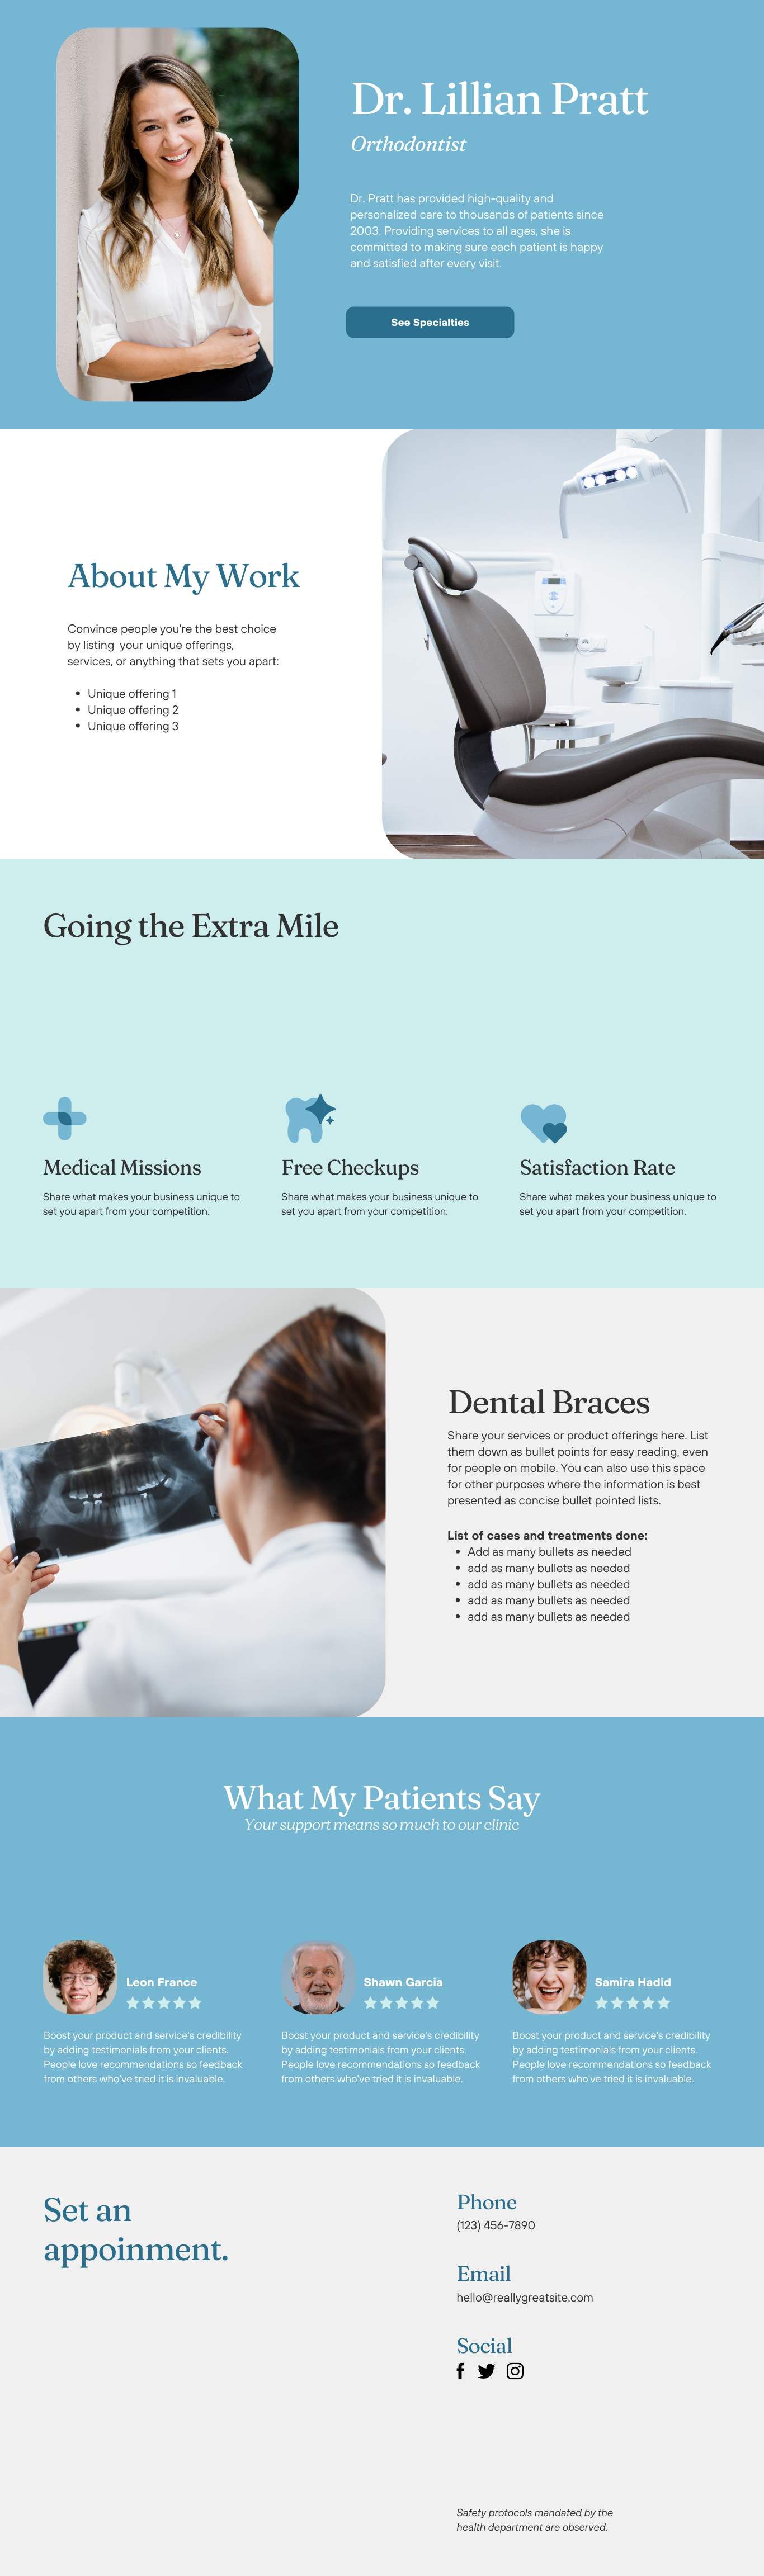 Dr. Lillian Pratt
Orthodontist
Dr. Pratt has provided high-quality and
personalized care to thousands of patients since
2003. Providing services to all ages, she is
committed to making sure each patient is happy
and satisfied after every visit.
See Specialties
About My Work
Convince people you're the best choice
by listing  your unique offerings,
services, or anything that sets you apart:
• Unique offering 1
• Unique offering 2
• Unique offering 3
Going the Extra Mile
Medical Missions
Share what makes your business unique to
set you apart from your competition.
Free Checkups
Share what makes your business unique to
set you apart from your competition.
Satisfaction Rate
Share what makes your business unique to
set you apart from your competition.
Dental Braces
Share your services or product offerings here. List
them down as bullet points for easy reading, even
for people on mobile. You can also use this space
for other purposes where the information is best
presented as concise bullet pointed lists.
List of cases and treatments done:
• Add as many bullets as needed
• add as many bullets as needed
• add as many bullets as needed
• add as many bullets as needed
• add as many bullets as needed
What My Patients Say
Your support means so much to our clinic
Leon France
Boost your product and service's credibility
by adding testimonials from your clients.
People love recommendations so feedback
from others who've tried it is invaluable.
Shawn Garcia
Boost your product and service's credibility
by adding testimonials from your clients.
People love recommendations so feedback
from others who've tried it is invaluable.
Samira Hadid
Boost your product and service's credibility
by adding testimonials from your clients.
People love recommendations so feedback
from others who've tried it is invaluable.
Set an
appoinment.
Phone
(123) 456-7890
Email
hello@reallygreatsite.com
Social
Safety protocols mandated by the
health department are observed.